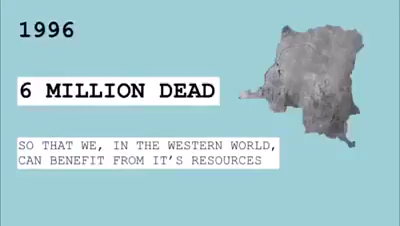 1996
6 MILLION DEAD
SO THAT WE, IN THE WESTERN WORLD,
CAN BENEFIT FROM IT'S RESOURCES